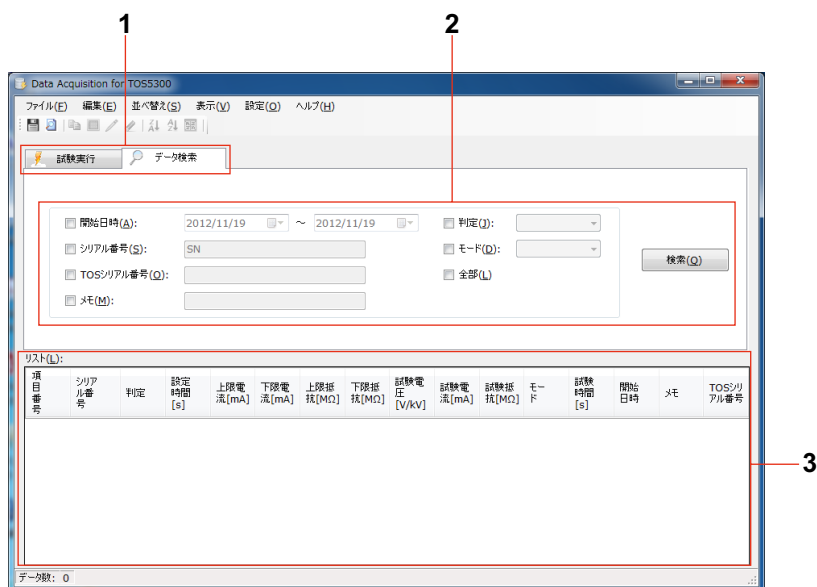 1
2
Data Acquisition for TOS5300
ファイル(F) 編集(E) 並べ替え(S) 表示(V) 設定(O) ヘルプ(H)
試験実行
データ検索
開始日時(A): 2012/11/19 ～ 2012/11/19
判定(J):
シリアル番号(S): SN
モード(D):
検索(Q)
TOSシリアル番号(O):
全部(L)
メモ(M):
リスト(L):
項目番号
シリアル番号
判定
設定時間[s]
上限電流[mA]
下限電流[mA]
上限抵抗[MΩ]
下限抵抗[MΩ]
試験電圧[V/kV]
試験電流[mA]
試験抵抗[MΩ]
モード
試験時間[s]
開始日時
メモ
TOSシリアル番号
3
データ数: 0